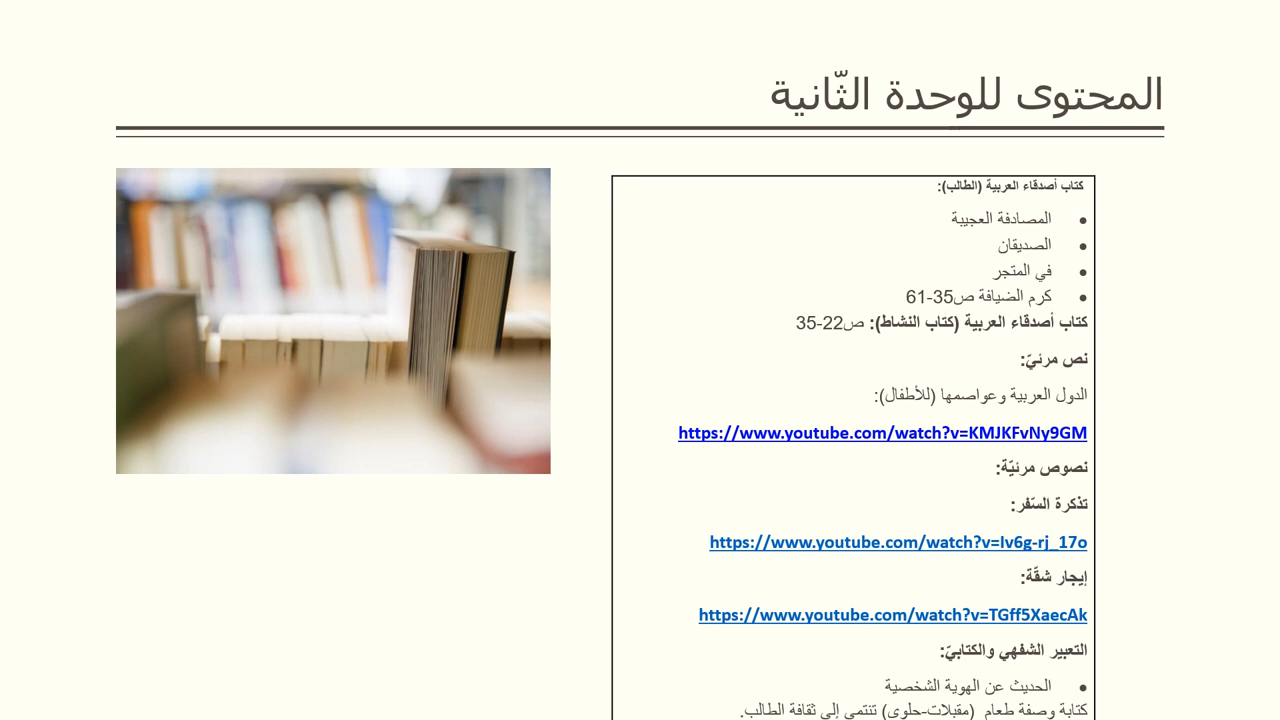 المحتوى للوحدة الثّانية
كتاب أصدقاء العربية (الطالب):
• المصادفة العجيبة
• الصديقان
• في المتجر
• كرم الضيافة ص35-61
كتاب أصدقاء العربية (كتاب النشاط): ص22-35
نص مرئيّ:
الدول العربية وعواصمها (للأطفال):
https://www.youtube.com/watch?v=KMJKFvNy9GM
نصوص مرئيّة:
تذكرة السّفر:
https://www.youtube.com/watch?v=Iv6g-rj_17o
إيجار شقّة:
https://www.youtube.com/watch?v=TGff5XaecAk
التعبير الشفهي والكتابيّ:
• الحديث عن الهوية الشخصية
كتابة وصفة طعام (مقبلات-حلوى) تنتمي إلى ثقافة الطالب.